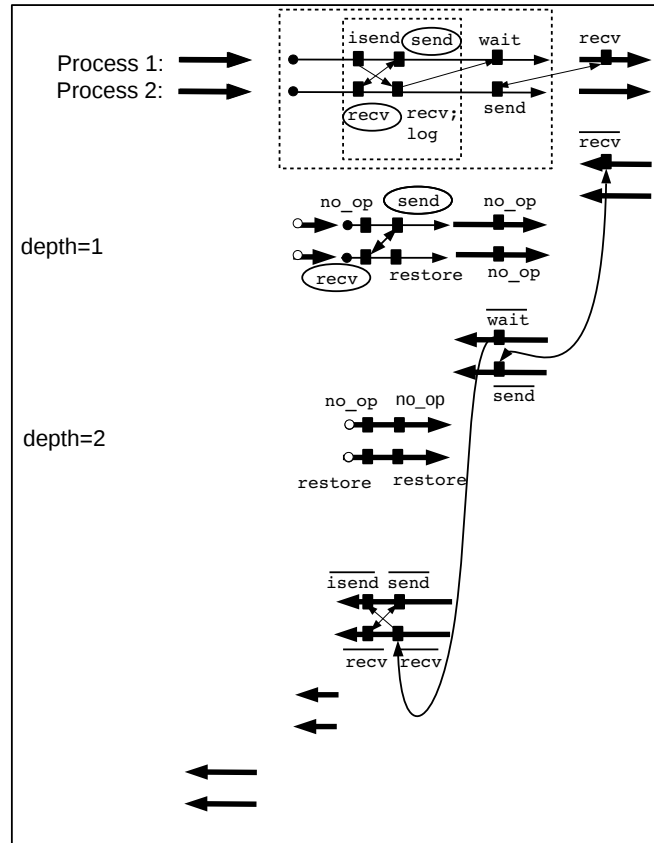 isend send wait recv
Process 1:
Process 2:
recv recv; send
log
recv
no_op send no_op
depth=1
recv restore no_op
wait
send
no_op no_op
depth=2
restore restore
isend send
recv recv